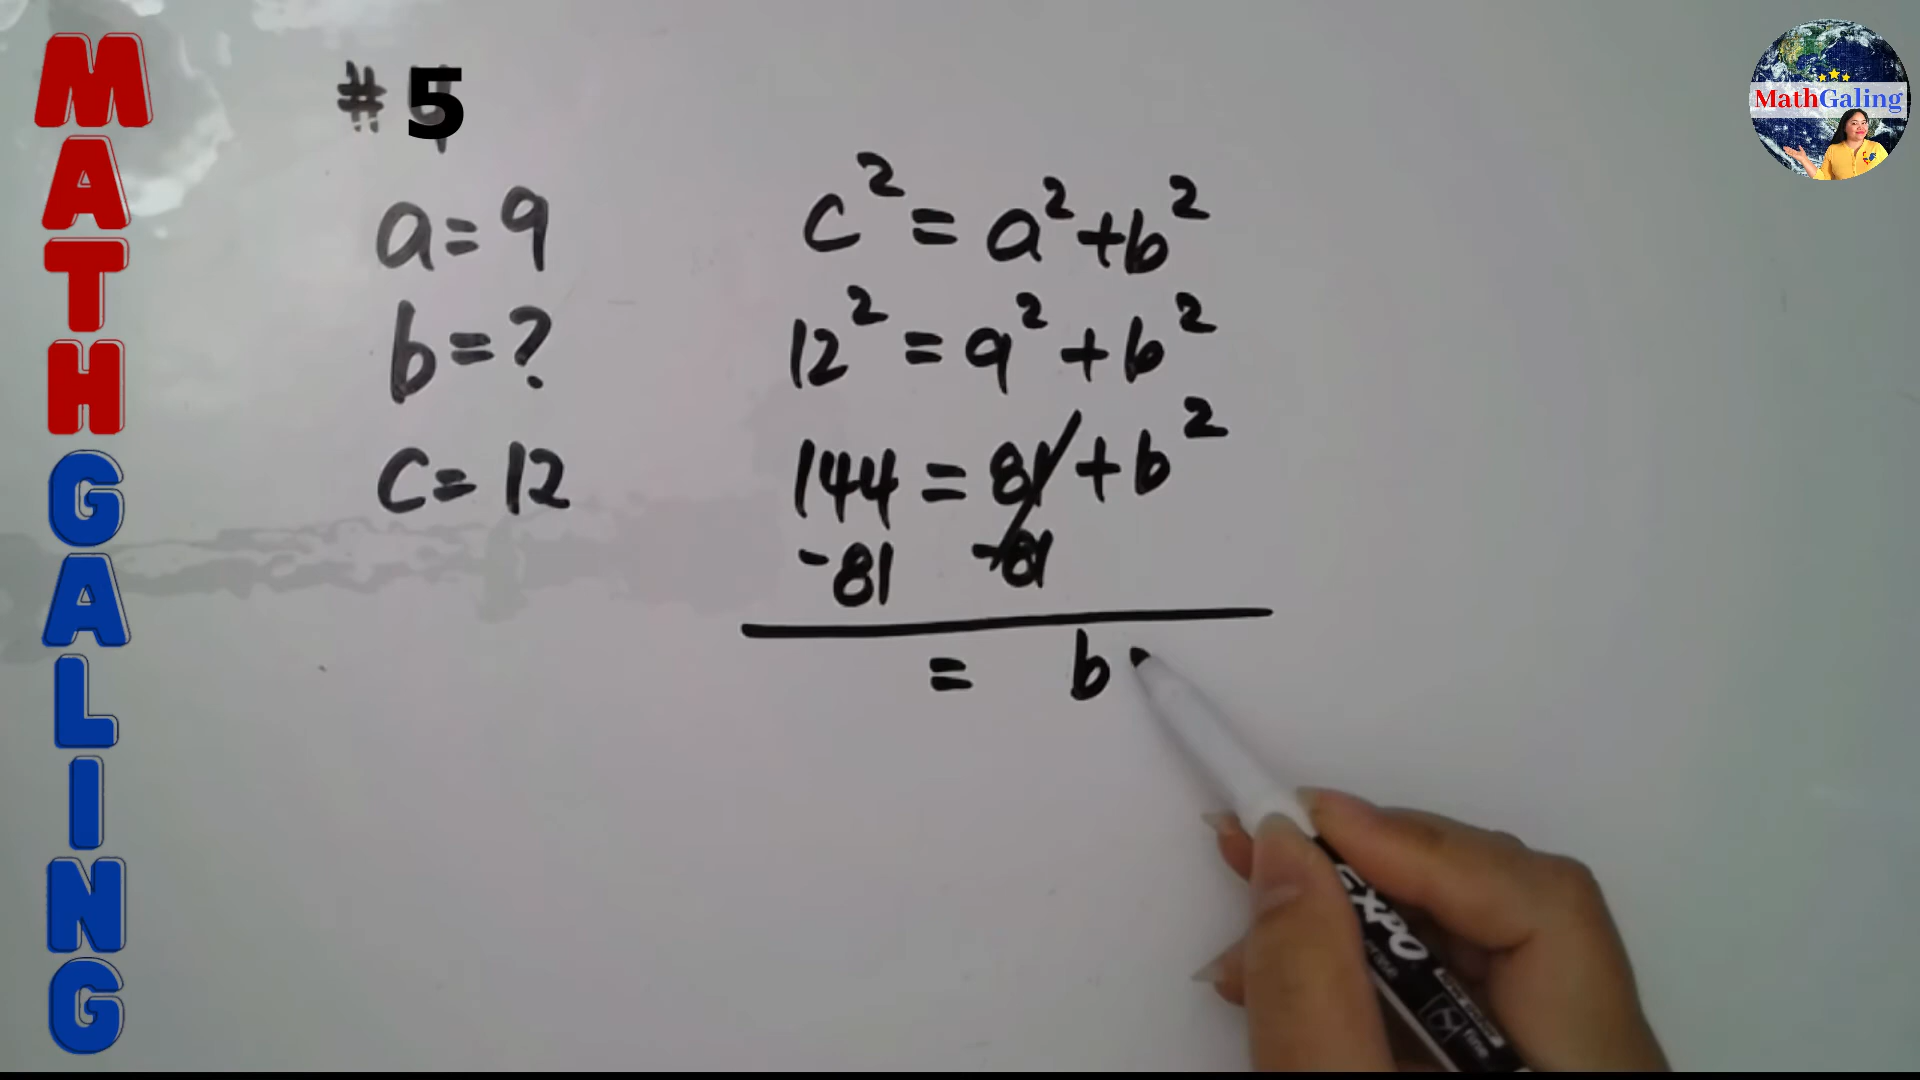 MATH GALING
# 5
a = 9
b = ?
c = 12
c² = a² + b²
12² = 9² + b²
144 = 81 + b²
-81 -81
= b
MathGaling
EXPO